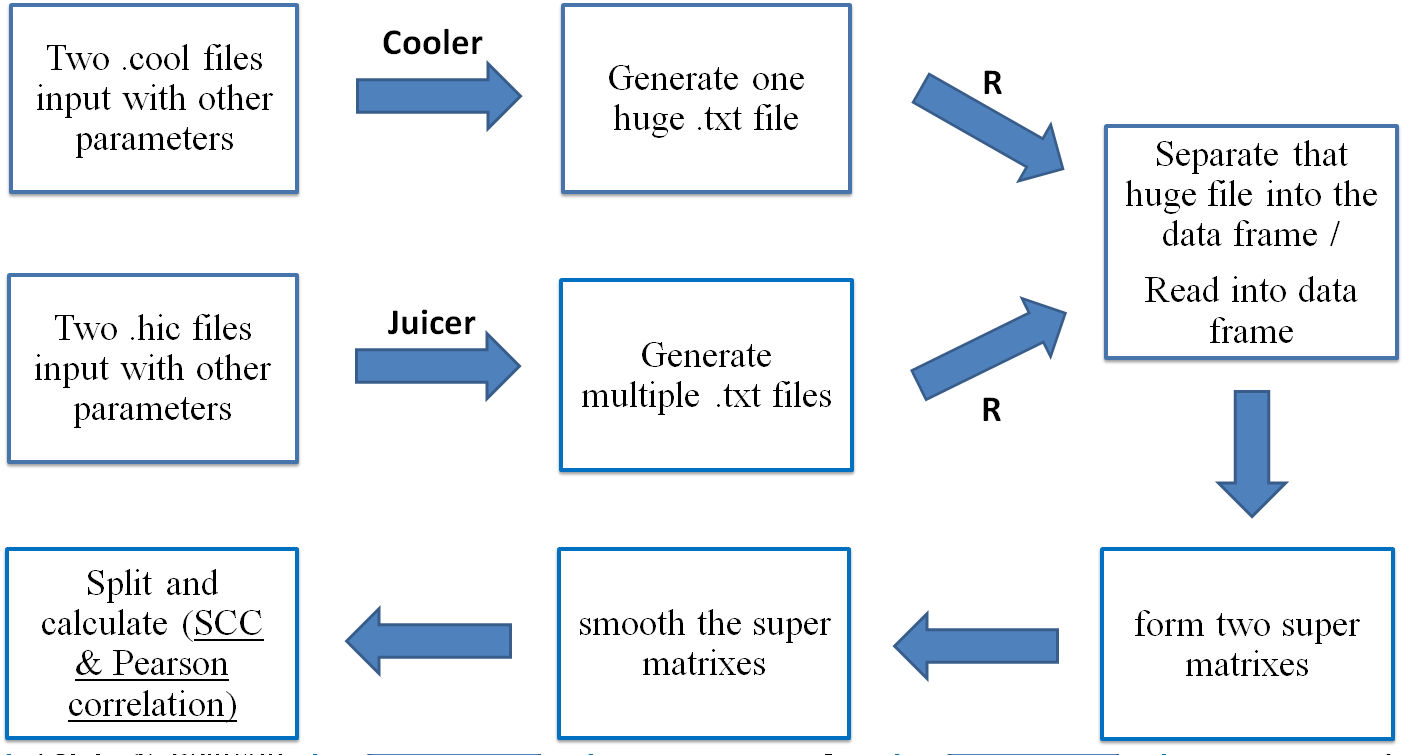 Two .cool files
input with other
parameters
Cooler
Generate one
huge .txt file
R
Separate that
huge file into the
data frame /
Read into data
frame
Two .hic files
input with other
parameters
Juicer
Generate
multiple .txt files
R
form two super
matrixes
smooth the super
matrixes
Split and
calculate (SCC
& Pearson
correlation)